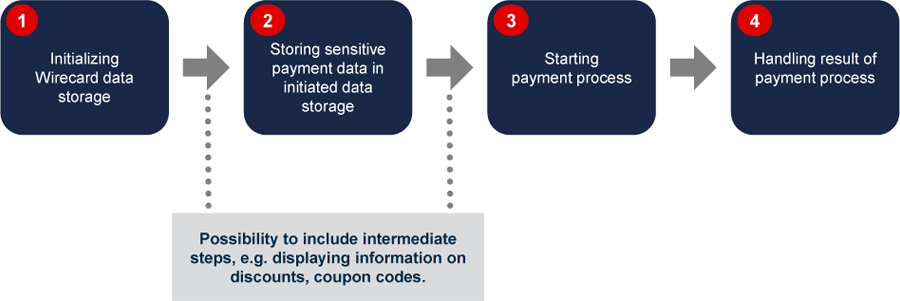 1
Initializing
Wirecard data
storage
2
Storing sensitive
payment data in
initiated data
storage
3
Starting
payment process
4
Handling result of
payment process
Possibility to include intermediate
steps, e.g. displaying information on
discounts, coupon codes.